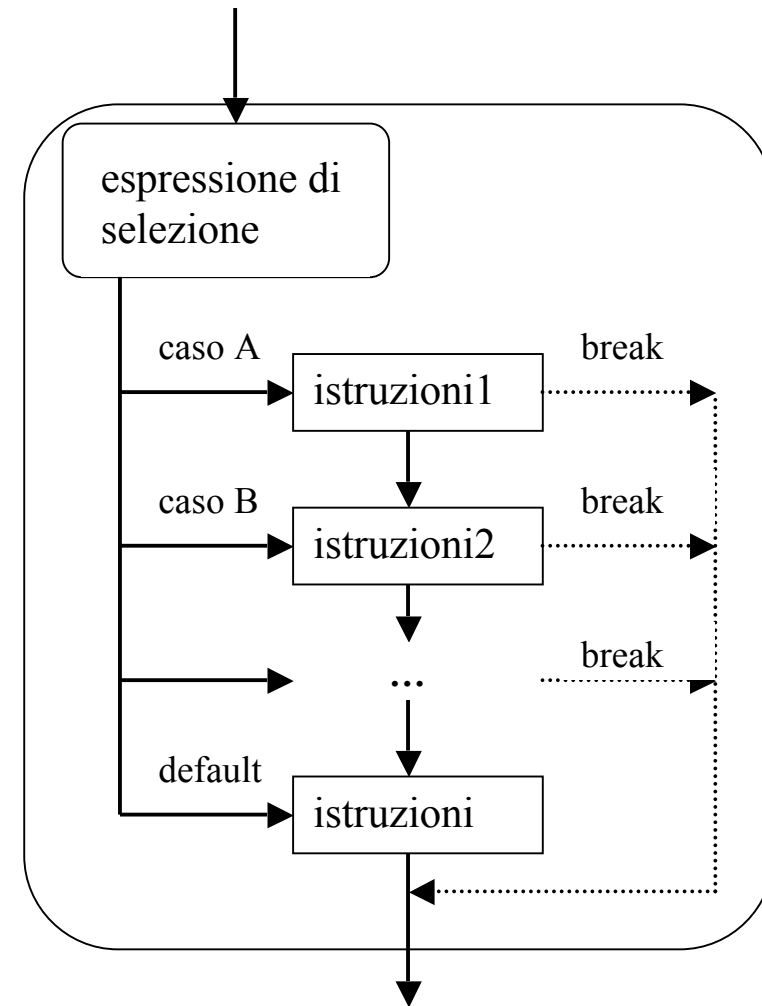 espressione di
selezione
caso A
istruzioni1
break
caso B
istruzioni2
break
...
break
default
istruzioni